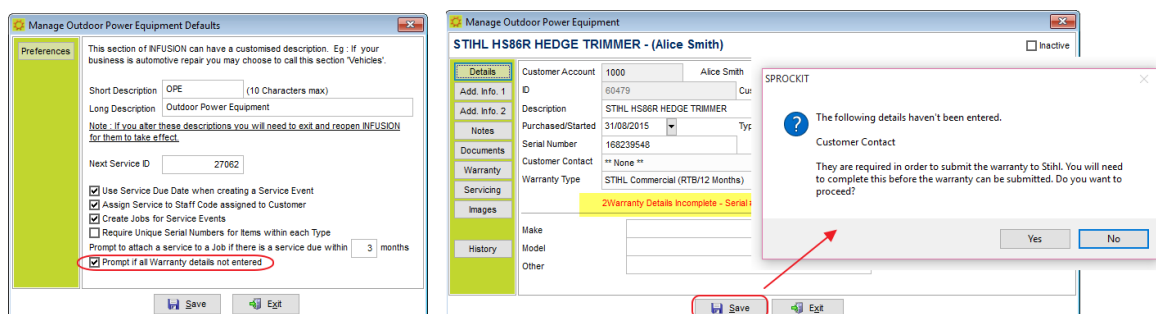 Manage Outdoor Power Equipment Defaults
Preferences
This section of INFUSION can have a customised description. Eg : If your
business is automotive repair you may choose to call this section 'Vehicles'.
Short Description OPE (10 Characters max)
Long Description Outdoor Power Equipment
Note : If you alter these descriptions you will need to exit and reopen INFUSION
for them to take effect.
Next Service ID 27062
Use Service Due Date when creating a Service Event
Assign Service to Staff Code assigned to Customer
Create Jobs for Service Events
Require Unique Serial Numbers for Items within each Type
Prompt to attach a service to a Job if there is a service due within 3 months
Prompt if all Warranty details not entered
Save Exit
Manage Outdoor Power Equipment
STIHL HS86R HEDGE TRIMMER - (Alice Smith)
Inactive
Details
Add. Info. 1
Add. Info. 2
Notes
Documents
Warranty
Servicing
Images
History
Customer Account 1000 Alice Smith
ID 60479 Cus
Description STIHL HS86R HEDGE TRIMMER
Purchased/Started 31/08/2015 Typ
Serial Number 168239548
Customer Contact ** None **
Warranty Type STIHL Commercial (RTB/12 Months)
2Warranty Details Incomplete - Serial
Make
Model
Other
Save Exit
SPROCKIT
The following details haven't been entered.
Customer Contact
They are required in order to submit the warranty to Stihl. You will need
to complete this before the warranty can be submitted. Do you want to
proceed?
Yes No